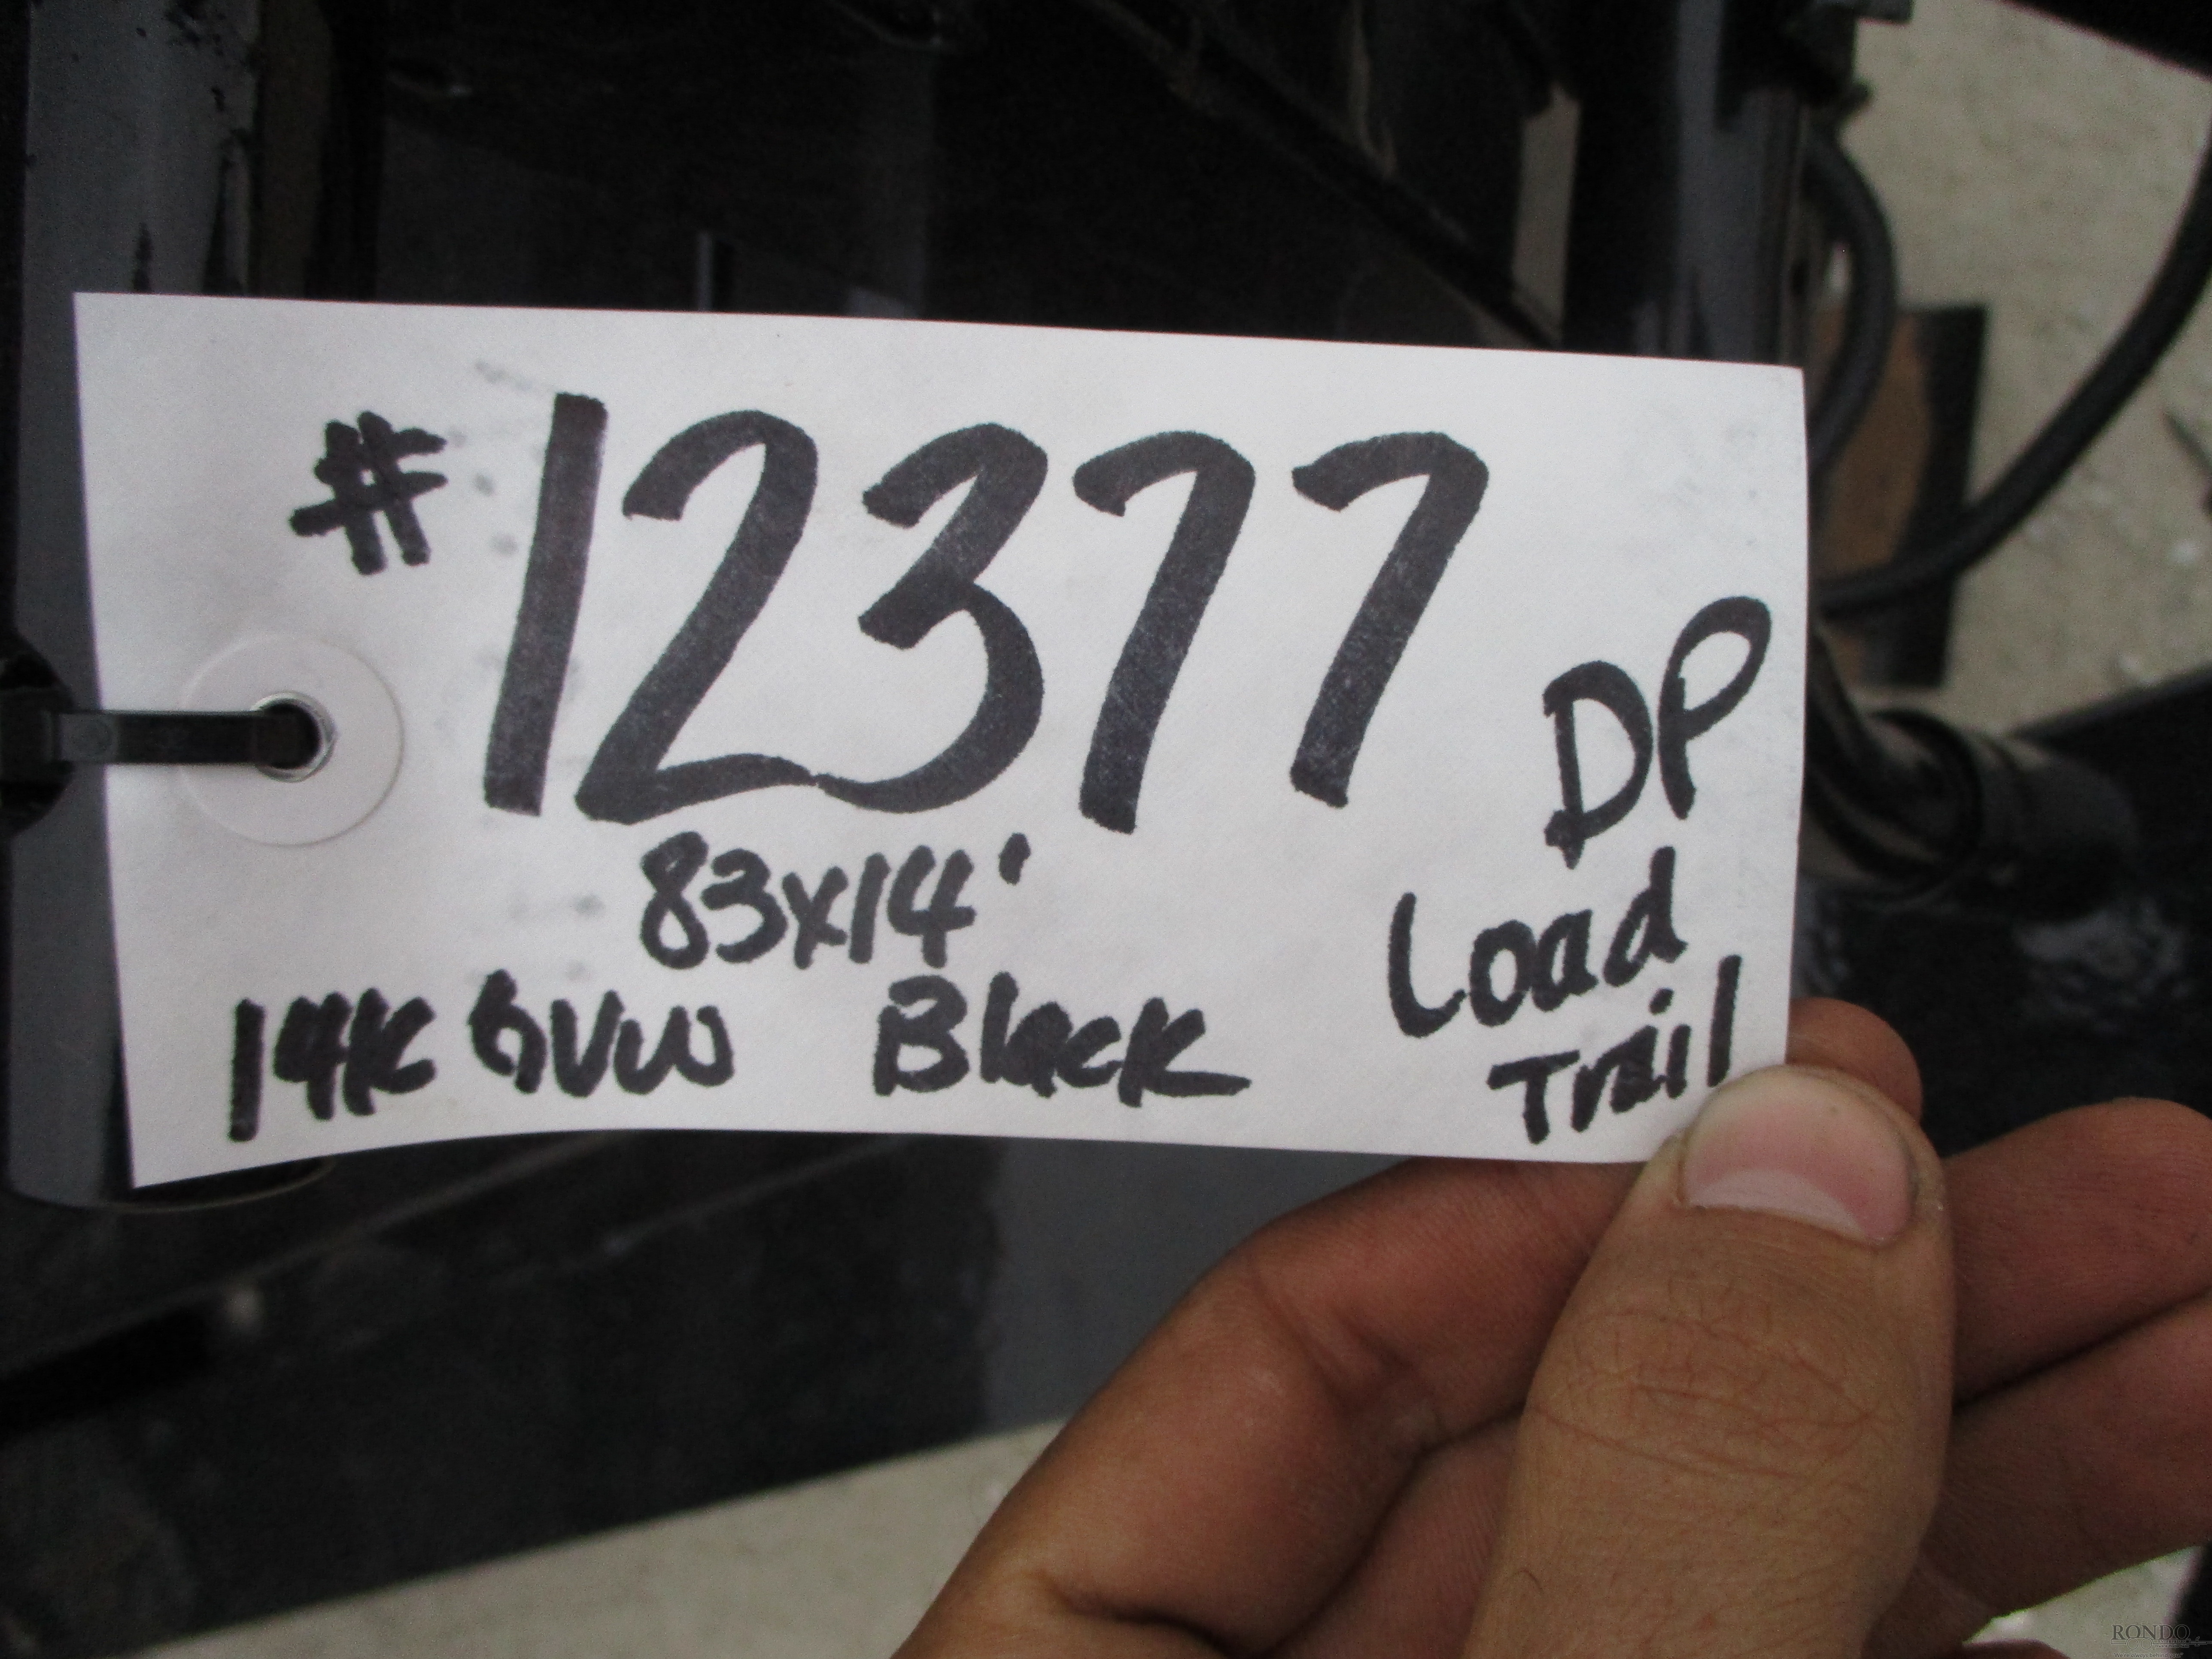 #12377
DP
83x14'
Load
Trail
14K GVW Black
RONDO